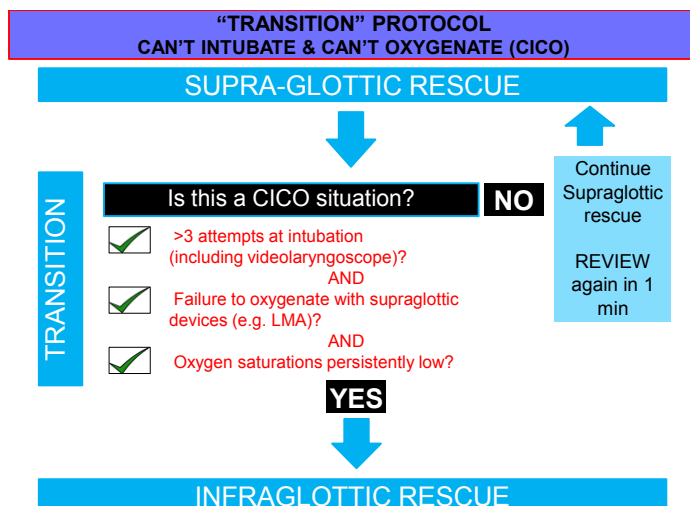 “TRANSITION” PROTOCOL
CAN’T INTUBATE & CAN’T OXYGENATE (CICO)
SUPRA-GLOTTIC RESCUE
TRANSITION
Is this a CICO situation?
NO
>3 attempts at intubation
(including videolaryngoscope)?
AND
Failure to oxygenate with supraglottic
devices (e.g. LMA)?
AND
Oxygen saturations persistently low?
YES
Continue
Supraglottic
rescue
REVIEW
again in 1
min
INFRAGLOTTIC RESCUE